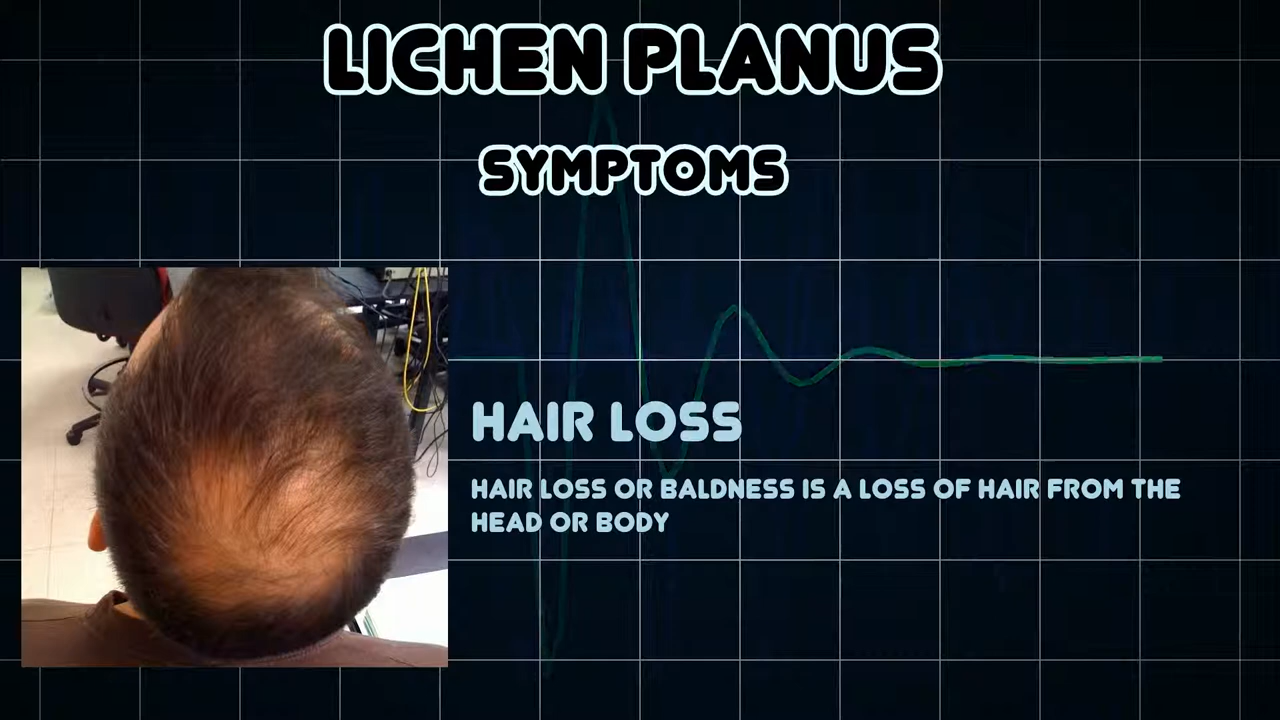 LICHEN PLANUS
SYMPTOMS
HAIR LOSS
HAIR LOSS OR BALDNESS IS A LOSS OF HAIR FROM THE
HEAD OR BODY